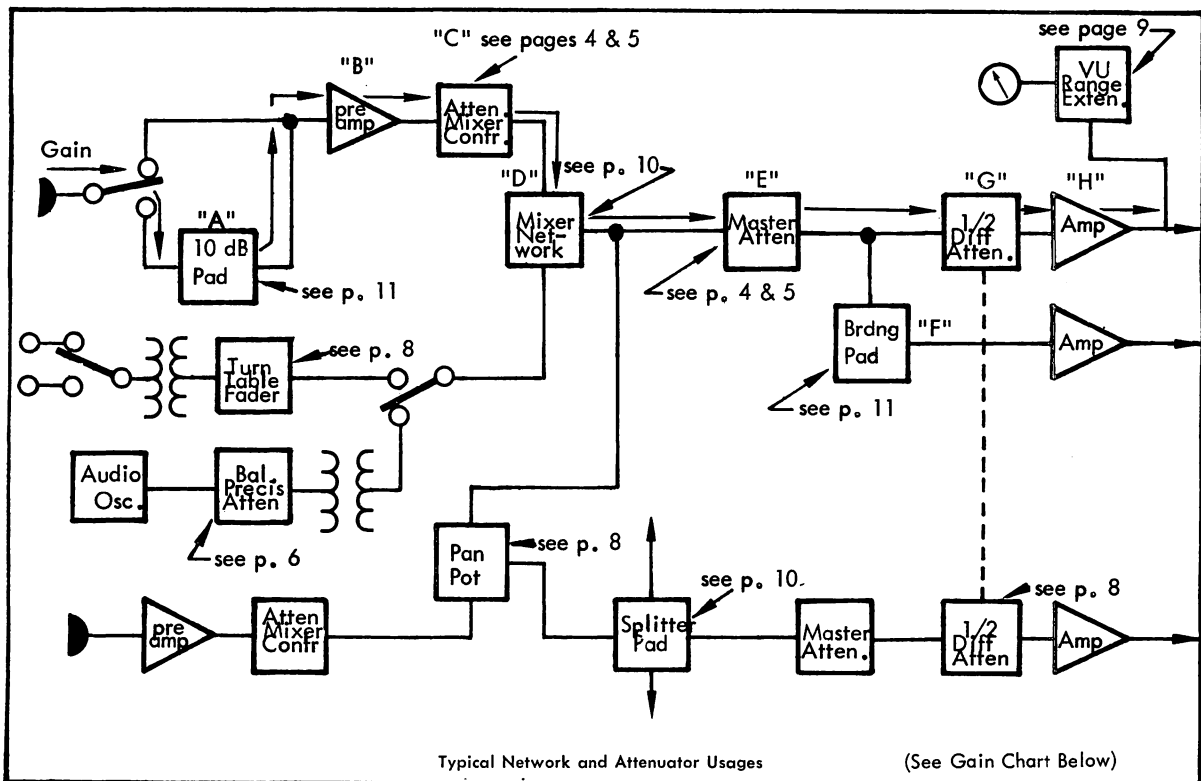 "C" see pages 4 & 5
see page 9
"B"
VU
Range
Exten.
pre
amp
Atten.
Mixer
Contr.
Gain
see p. 10
"D"
"E"
"G"
"H"
"A"
10 dB
Pad
Mixer
Net-
work
Master
Atten
1/2
Diff
Atten.
Amp
see p. 11
see p. 4 & 5
Brdng
Pad
"F"
Amp
see p. 8
Turn
Table
Fader
see p. 11
Audio
Osc.
Bal.
Precis
Atten
see p. 6
Pan
Pot
see p. 8
see p. 10
see p. 8
pre
amp
Atten
Mixer
Contr
Splitter
Pad
Master
Atten.
1/2
Diff
Atten
Amp
Typical Network and Attenuator Usages
(See Gain Chart Below)